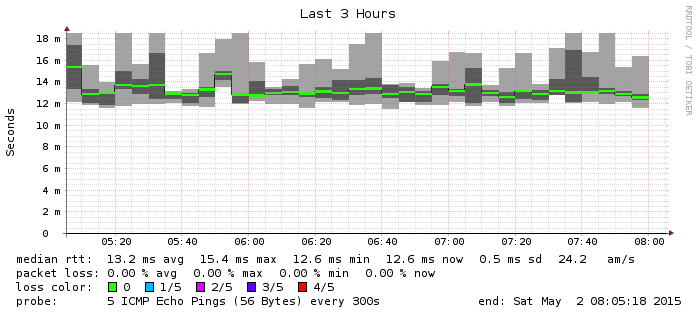 Last 3 Hours
RRDTOOL / TOBI OETIKER
Seconds
18 m
16 m
14 m
12 m
10 m
8 m
6 m
4 m
2 m
0
05:20 05:40 06:00 06:20 06:40 07:00 07:20 07:40 08:00
median rtt: 13.2 ms avg 15.4 ms max 12.6 ms min 12.6 ms now 0.5 ms sd 24.2 am/s
packet loss: 0.00 % avg 0.00 % max 0.00 % min 0.00 % now
loss color: 0 1/5 2/5 3/5 4/5
probe: 5 ICMP Echo Pings (56 Bytes) every 300s end: Sat May 2 08:05:18 2015